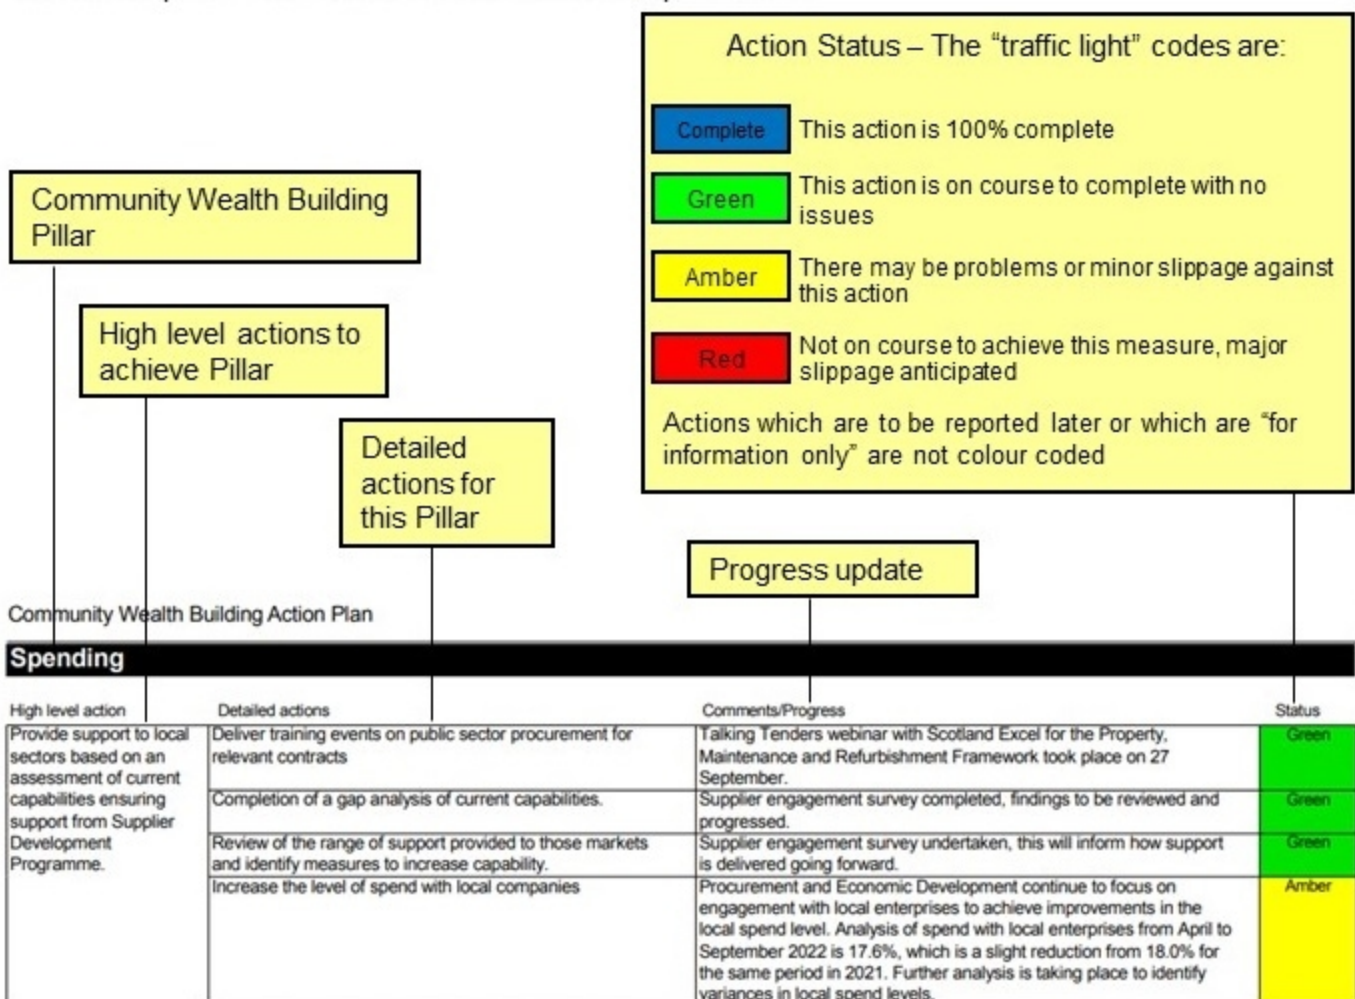 Action Status – The “traffic light” codes are:
Complete
This action is 100% complete
Green
This action is on course to complete with no
issues
Amber
There may be problems or minor slippage against
this action
Red
Not on course to achieve this measure, major
slippage anticipated
Actions which are to be reported later or which are “for
information only” are not colour coded
Community Wealth Building
Pillar
High level actions to
achieve Pillar
Detailed
actions for
this Pillar
Progress update
Community Wealth Building Action Plan
Spending
High level action
Detailed actions
Comments/Progress
Status
Provide support to local
sectors based on an
assessment of current
capabilities ensuring
support from Supplier
Development
Programme.
Deliver training events on public sector procurement for
relevant contracts
Talking Tenders webinar with Scotland Excel for the Property,
Maintenance and Refurbishment Framework took place on 27
September.
Green
Completion of a gap analysis of current capabilities.
Supplier engagement survey completed, findings to be reviewed and
progressed.
Green
Review of the range of support provided to those markets
and identify measures to increase capability.
Supplier engagement survey undertaken, this will inform how support
is delivered going forward.
Green
Increase the level of spend with local companies
Procurement and Economic Development continue to focus on
engagement with local enterprises to achieve improvements in the
local spend level. Analysis of spend with local enterprises from April to
September 2022 is 17.6%, which is a slight reduction from 18.0% for
the same period in 2021. Further analysis is taking place to identify
variances in local spend levels.
Amber